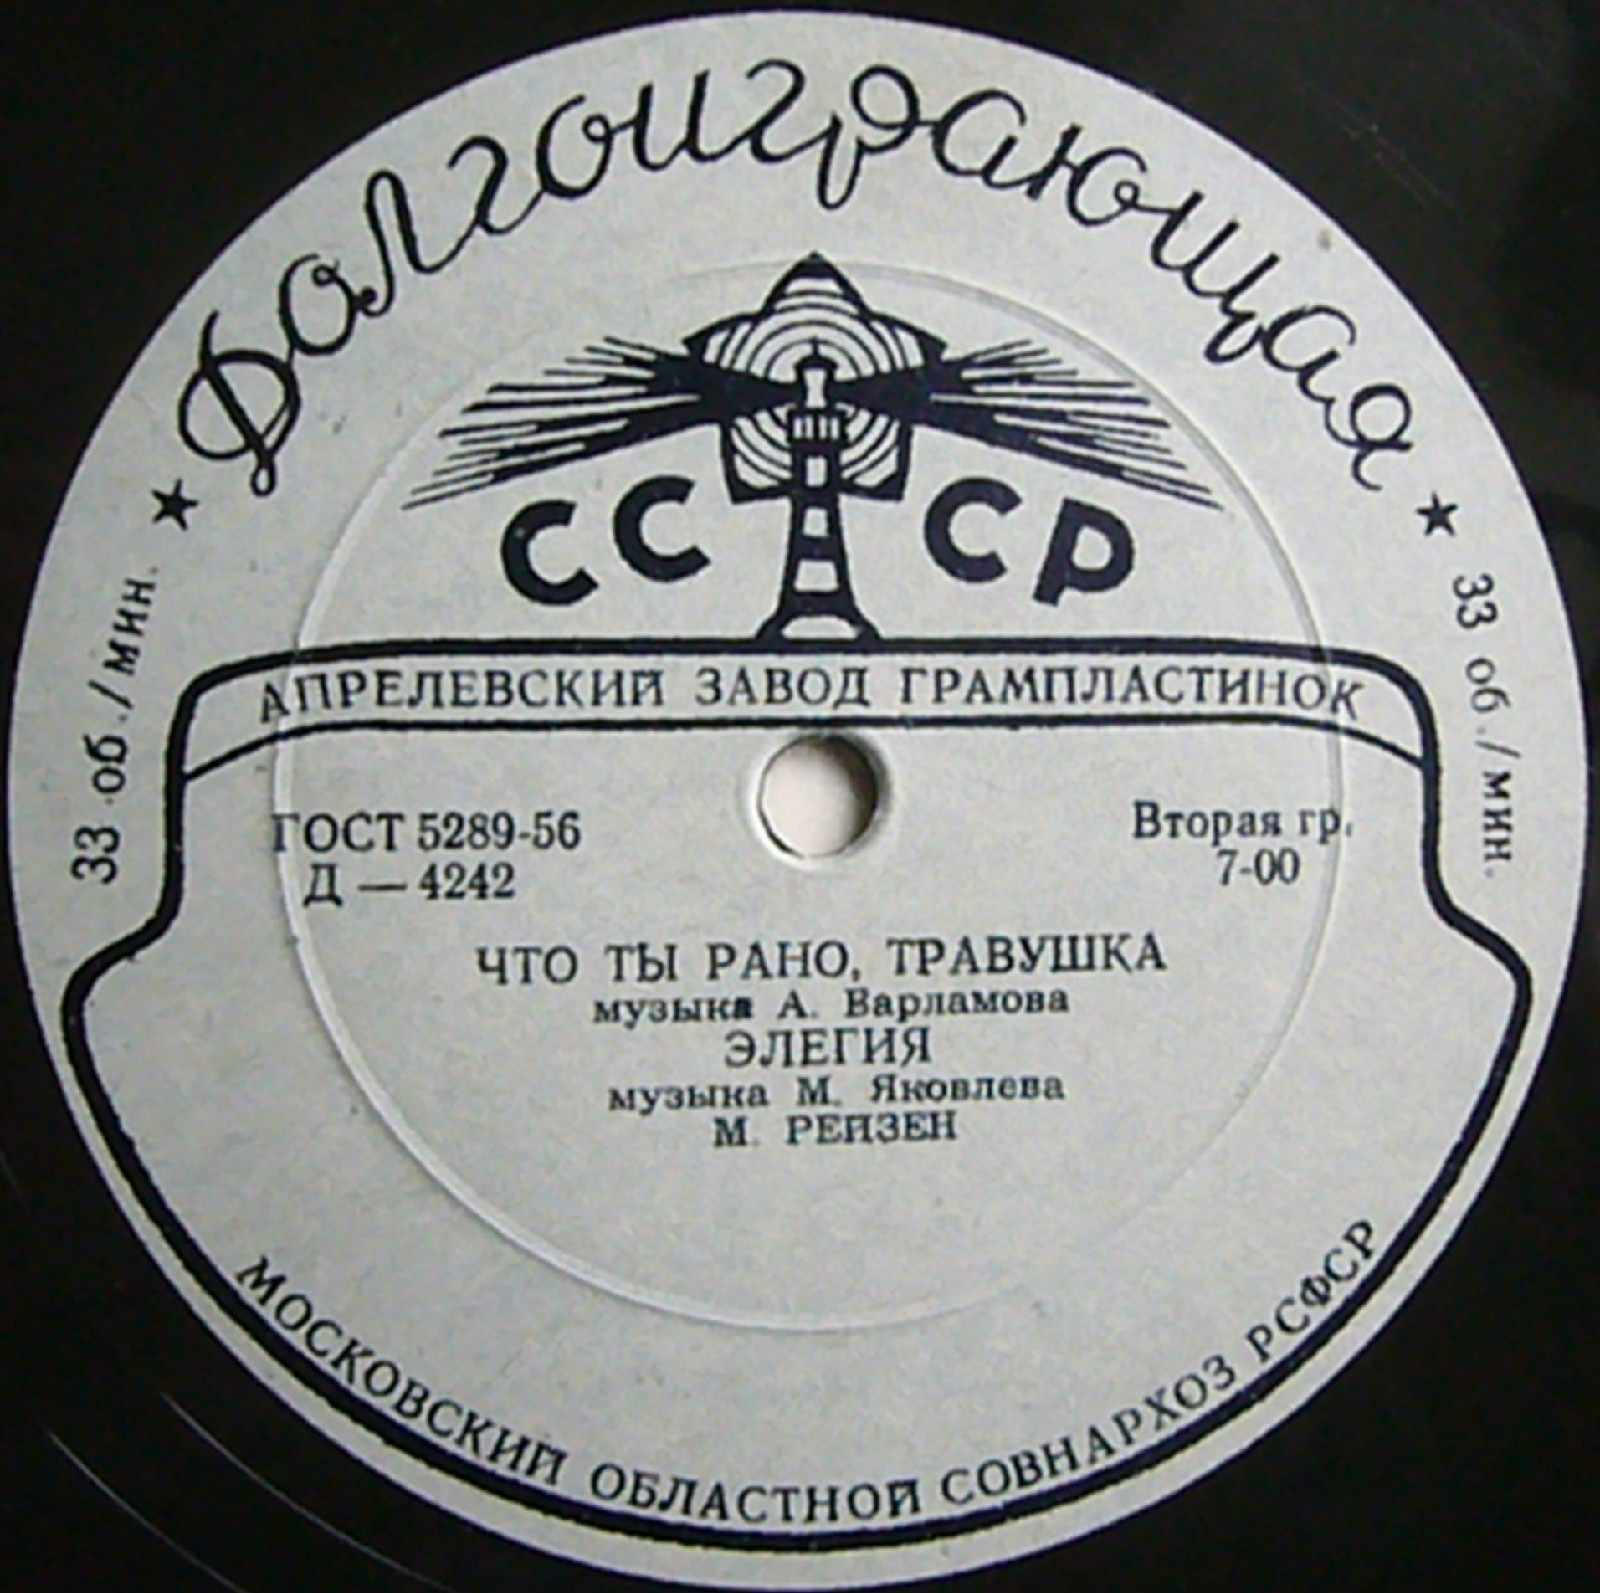 Долгоиграющая
★ 33 об./мин.
★ 33 об./мин.
СССР
АПРЕЛЕВСКИЙ ЗАВОД ГРАМПЛАСТИНОК
ГОСТ 5289-56
Д — 4242
Вторая гр.
7-00
ЧТО ТЫ РАНО, ТРАВУШКА
музыка А. Варламова
ЭЛЕГИЯ
музыка М. Яковлева
М. РЕЙЗЕН
МОСКОВСКИЙ ОБЛАСТНОЙ СОВНАРХОЗ РСФСР